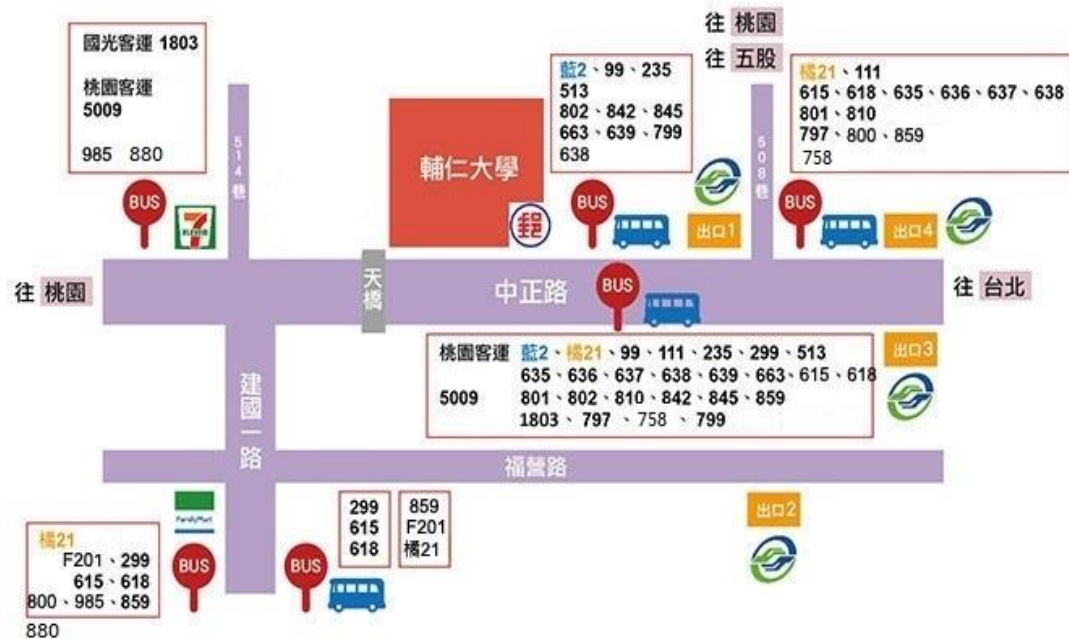 往 桃園
往 五股
國光客運 1803
桃園客運
5009
985 880
藍2、99、235
513
802、842、845
663、639、799
638
橘21、111
615、618、635、636、637、638
801、810
797、800、859
758
514巷
輔仁大學
508巷
BUS
7
ELEVEN
郵
BUS
出口1
BUS
出口4
往 桃園
天橋
中正路
BUS
往 台北
桃園客運 藍2、橘21、99、111、235、299、513
635、636、637、638、639、663、615、618
5009 801、802、810、842、845、859
1803、797、758、799
出口3
建國一路
福營路
FamilyMart
橘21
F201、299
615、618
800、985、859
880
BUS
BUS
299
615
618
859
F201
橘21
出口2